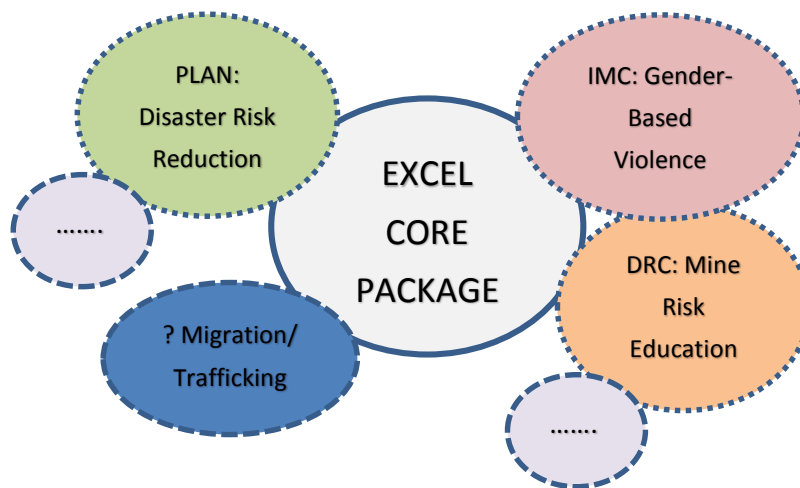 PLAN:
Disaster Risk
Reduction
IMC: Gender-
Based
Violence
EXCEL
CORE
PACKAGE
.......
DRC: Mine
Risk
Education
? Migration/
Trafficking
.......